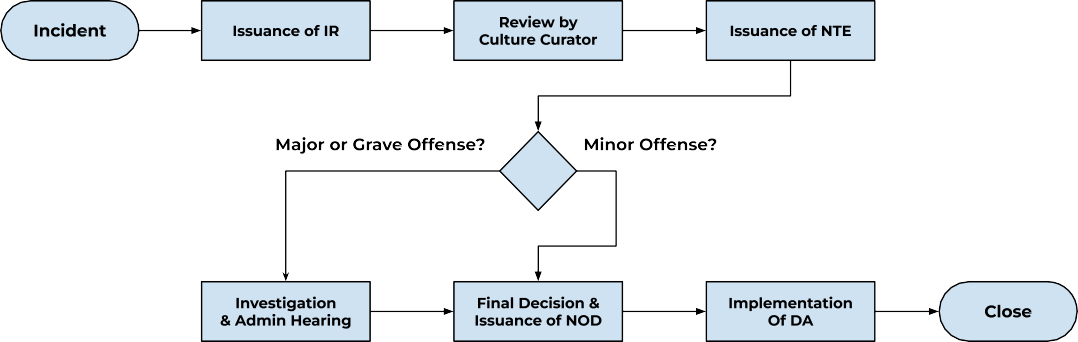 Incident
Issuance of IR
Review by
Culture Curator
Issuance of NTE
Major or Grave Offense?
Minor Offense?
Investigation
& Admin Hearing
Final Decision &
Issuance of NOD
Implementation
Of DA
Close